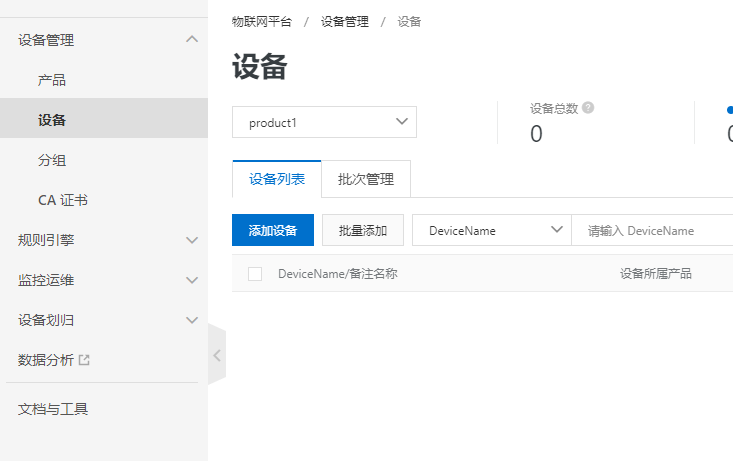 设备管理
产品
设备
分组
CA 证书
规则引擎
监控运维
设备划归
数据分析
文档与工具
物联网平台 / 设备管理 / 设备
设备
product1
设备总数
0
设备列表 批次管理
添加设备 批量添加 DeviceName 请输入 DeviceName
DeviceName/备注名称 设备所属产品